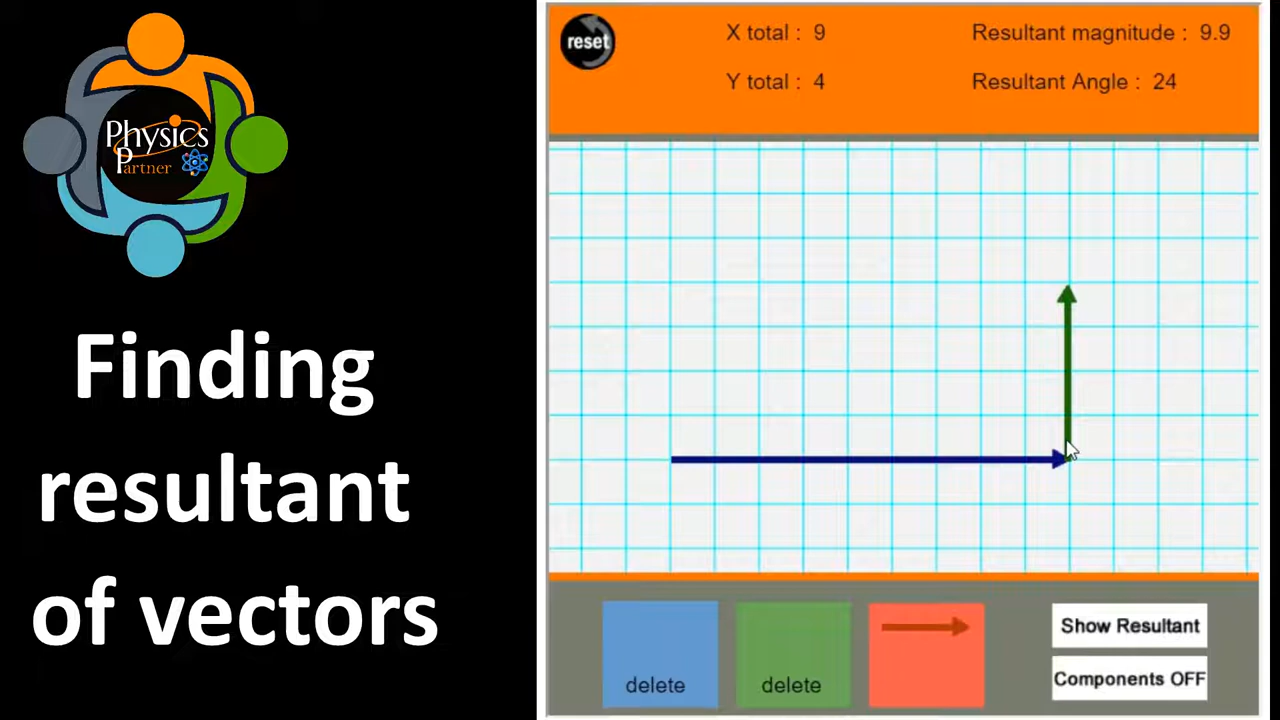 Physics
Partner
Finding
resultant
of vectors
reset
X total : 9
Resultant magnitude : 9.9
Y total : 4
Resultant Angle : 24
delete
delete
Show Resultant
Components OFF